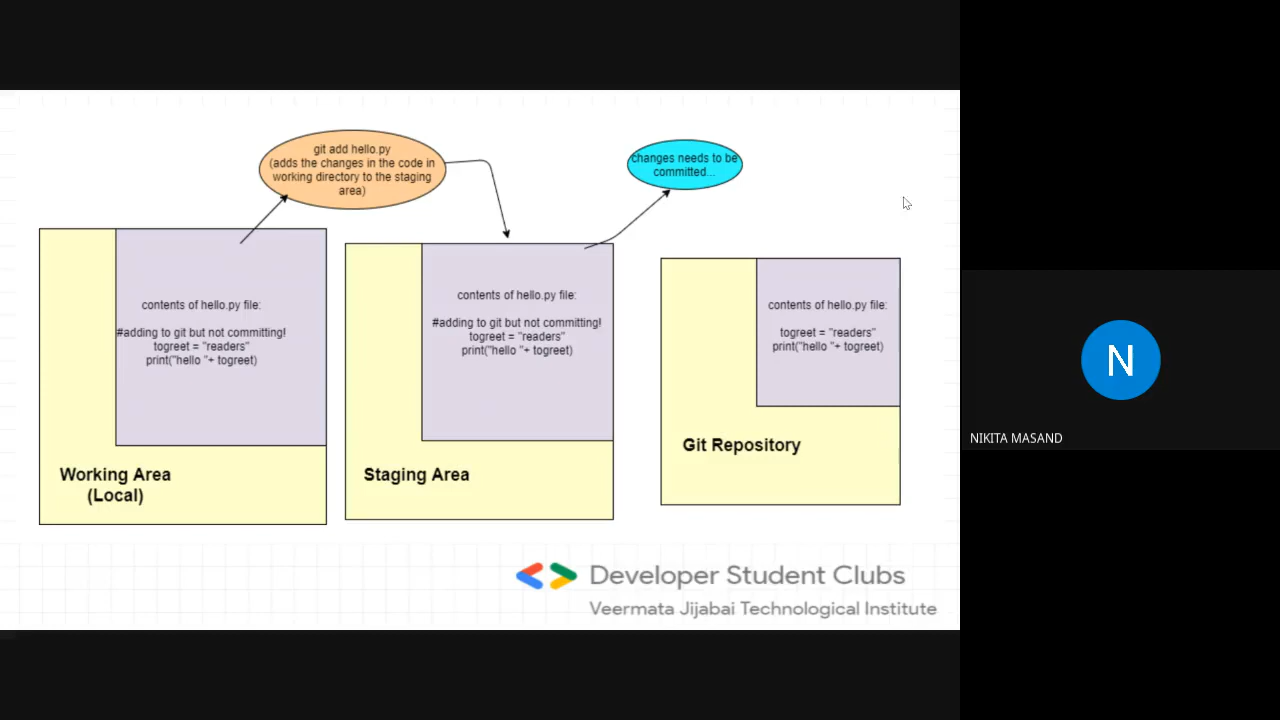 git add hello.py
(adds the changes in the code in
working directory to the staging
area)
changes needs to be
committed...
contents of hello.py file:
#adding to git but not committing!
togreet = "readers"
print("hello "+ togreet)
Working Area
(Local)
contents of hello.py file:
#adding to git but not committing!
togreet = "readers"
print("hello "+ togreet)
Staging Area
contents of hello.py file:
togreet = "readers"
print("hello "+ togreet)
Git Repository
Developer Student Clubs
Veermata Jijabai Technological Institute
N
NIKITA MASAND